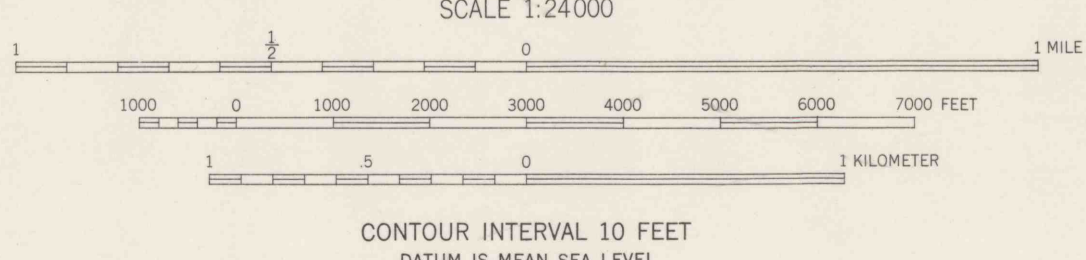 SCALE 1:24000
1 1/2 0 1 MILE
1000 0 1000 2000 3000 4000 5000 6000 7000 FEET
1 .5 0 1 KILOMETER
CONTOUR INTERVAL 10 FEET
DATUM IS MEAN SEA LEVEL